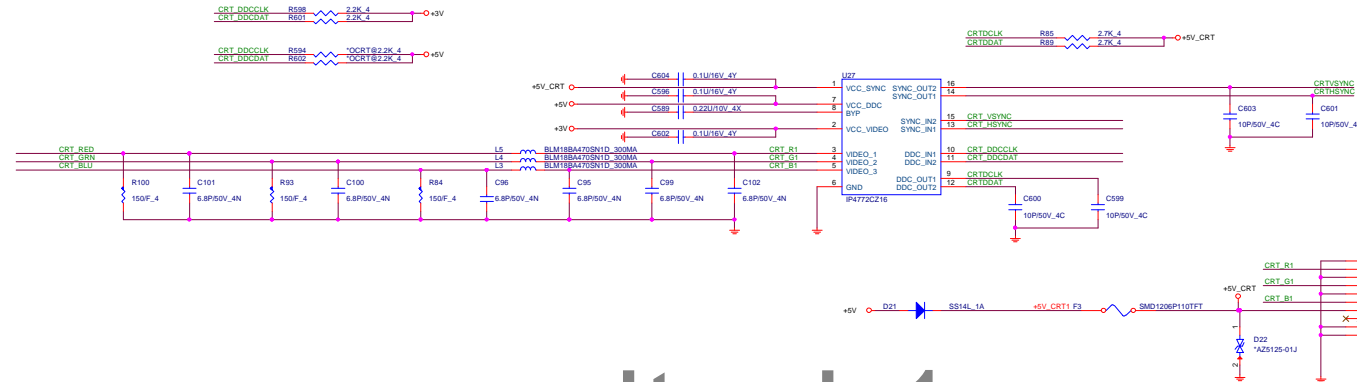 CRT_DDCCLK R598 2.2K_4
CRT_DDCDAT R601 2.2K_4
+3V
CRT_DDCCLK R594 *OCRT@2.2K_4
CRT_DDCDAT R602 *OCRT@2.2K_4
+5V
CRTDCLK R85 2.7K_4
CRTDDAT R89 2.7K_4
+5V_CRT
C604 0.1U/16V_4Y
+5V_CRT
C596 0.1U/16V_4Y
+5V
C589 0.22U/10V_4X
+3V
C602 0.1U/16V_4Y
U27
1 VCC_SYNC SYNC_OUT2 16 CRTVSYNC
SYNC_OUT1 14 CRTHSYNC
7 VCC_DDC
8 BYP
SYNC_IN2 15 CRT_VSYNC
2 VCC_VIDEO SYNC_IN1 13 CRT_HSYNC
3 VIDEO_1 DDC_IN1 10 CRT_DDCCLK
4 VIDEO_2 DDC_IN2 11 CRT_DDCDAT
5 VIDEO_3
DDC_OUT1 9 CRTDCLK
6 GND DDC_OUT2 12 CRTDDAT
IP4772CZ16
C603
10P/50V_4C
C601
10P/50V_4
CRT_RED L5 BLM18BA470SN1D_300MA CRT_R1
CRT_GRN L4 BLM18BA470SN1D_300MA CRT_G1
CRT_BLU L3 BLM18BA470SN1D_300MA CRT_B1
R100
150/F_4
C101
6.8P/50V_4N
R93
150/F_4
C100
6.8P/50V_4N
R84
150/F_4
C96
6.8P/50V_4N
C95
6.8P/50V_4N
C99
6.8P/50V_4N
C102
6.8P/50V_4N
C600
10P/50V_4C
C599
10P/50V_4C
+5V D21 SS14L_1A +5V_CRT1 F3 SMD1206P110TFT
+5V_CRT
1
D22
*AZ5125-01J
2
CRT_R1
CRT_G1
CRT_B1